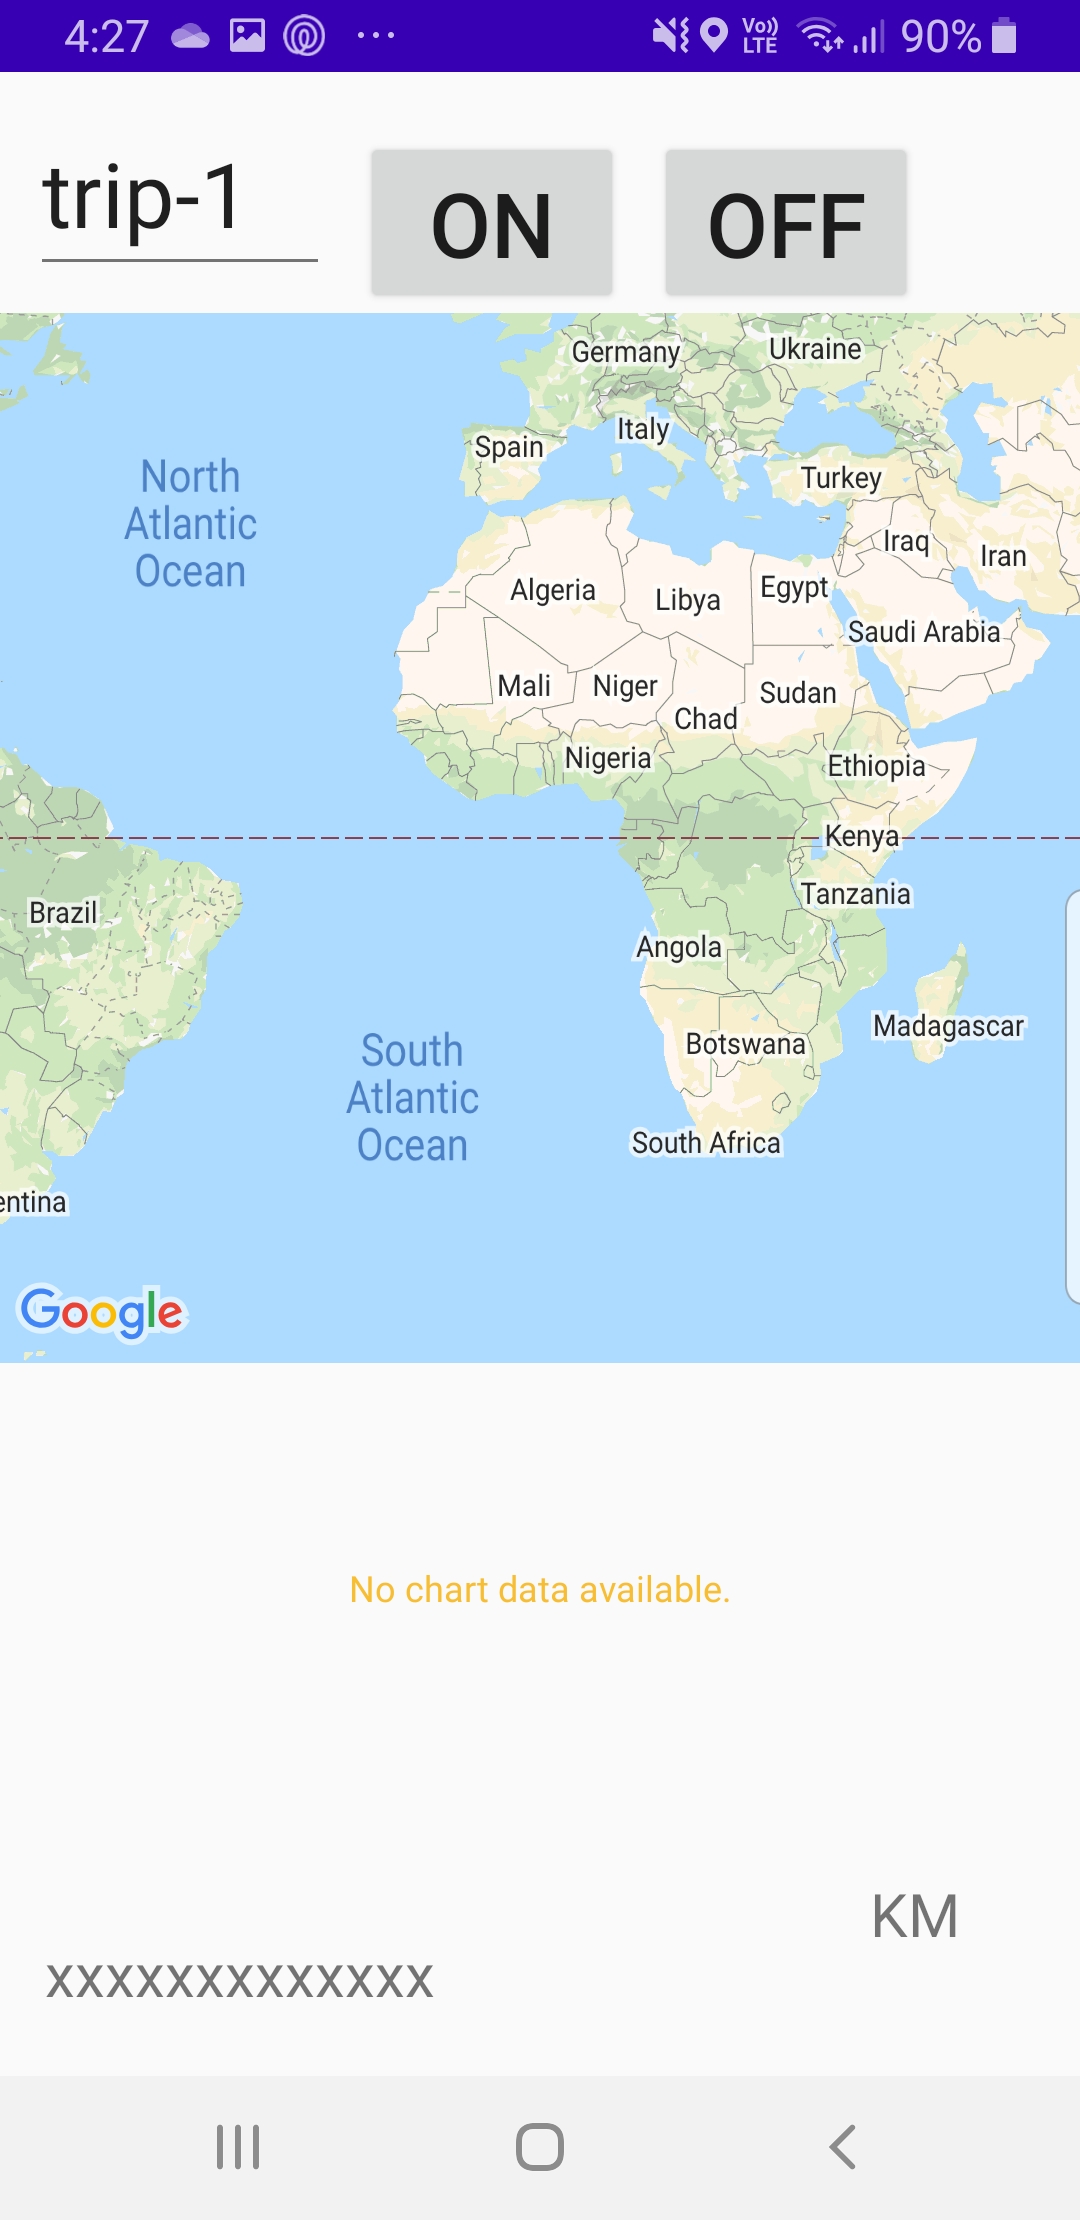 4:27 Vo)) LTE 90%
trip-1 ON OFF
Germany Ukraine
Italy
Spain
Turkey
North
Atlantic
Ocean
Iraq Iran
Algeria Libya Egypt
Saudi Arabia
Mali Niger Sudan
Chad
Nigeria Ethiopia
Kenya
Tanzania
Brazil
Angola
Madagascar
Botswana
South
Atlantic
Ocean
South Africa
entina
Google
No chart data available.
KM
xxxxxxxxxxxxx